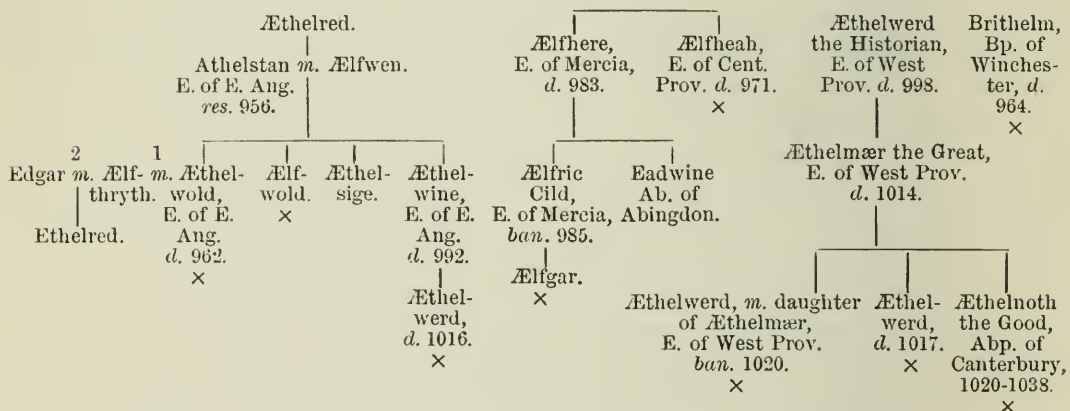 Æthelred.
Athelstan m. Ælfwen.
E. of E. Ang.
res. 956.
2 1
Edgar m. Ælf- m. Æthel-
thryth. wold,
E. of E.
Ang.
d. 962.
×
Ethelred.
Ælf-
wold.
×
Æthel-
sige.
Æthel-
wine,
E. of E.
Ang.
d. 992.
Æthel-
werd,
d. 1016.
×
Ælfhere,
E. of Mercia,
d. 983.
Ælfheah,
E. of Cent.
Prov. d. 971.
×
Ælfric
Cild,
E. of Mercia,
ban. 985.
Ælfgar.
×
Eadwine
Ab. of
Abingdon.
Æthelwerd
the Historian,
E. of West
Prov. d. 998.
Æthelmær the Great,
E. of West Prov.
d. 1014.
Æthelwerd, m. daughter
of Æthelmær,
E. of West Prov.
ban. 1020.
×
Æthel-
werd,
d. 1017.
×
Æthelnoth
the Good,
Abp. of
Canterbury,
1020-1038.
×
Brithelm,
Bp. of
Winches-
ter, d.
964.
×